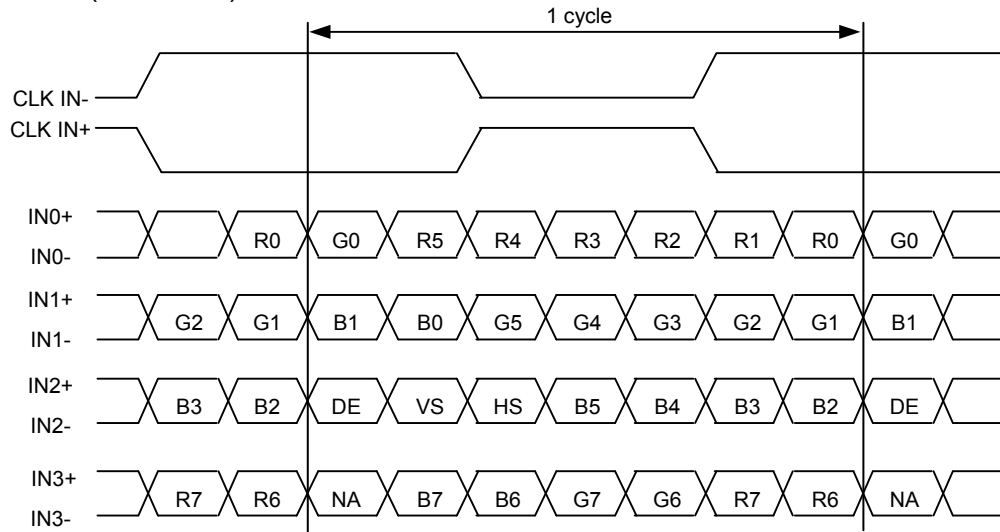 1 cycle
CLK IN-
CLK IN+
IN0+
R0 G0 R5 R4 R3 R2 R1 R0 G0
IN0-
IN1+
G2 G1 B1 B0 G5 G4 G3 G2 G1 B1
IN1-
IN2+
B3 B2 DE VS HS B5 B4 B3 B2 DE
IN2-
IN3+
R7 R6 NA B7 B6 G7 G6 R7 R6 NA
IN3-